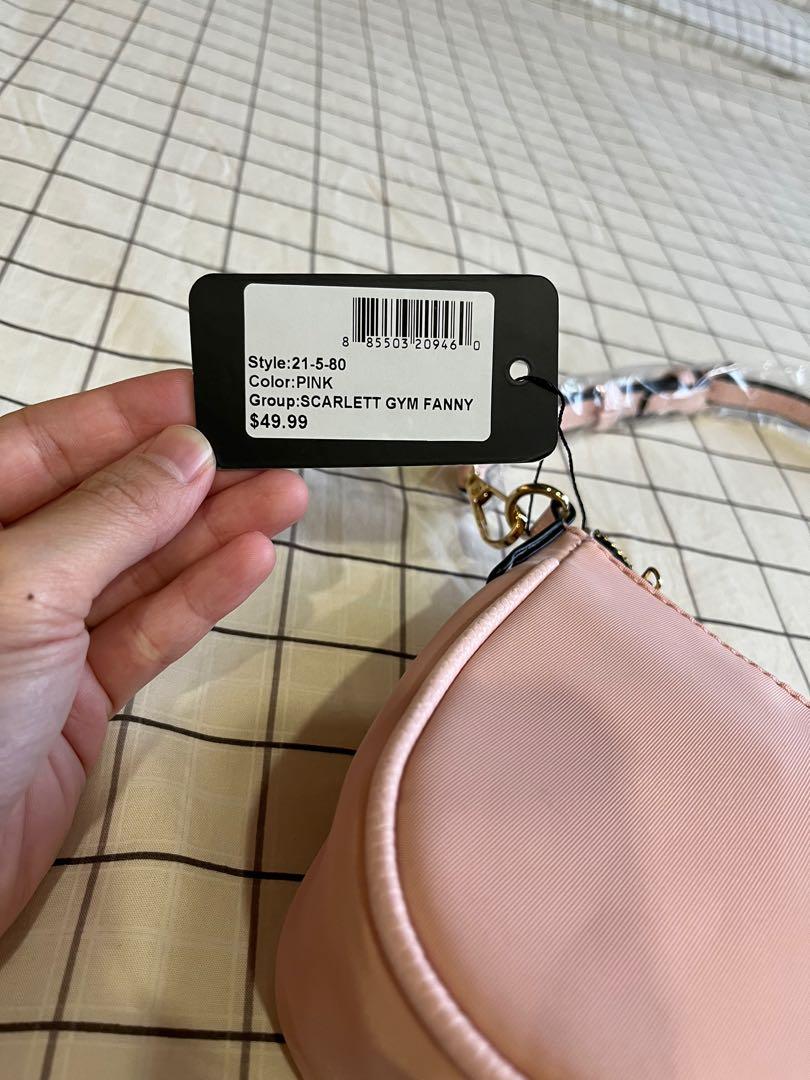 8 85503 20946 0
Style:21-5-80
Color:PINK
Group:SCARLETT GYM FANNY
$49.99